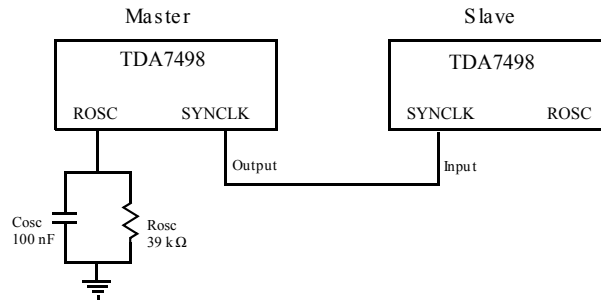 Master
Slave
TDA7498
TDA7498
ROSC
SYNCLK
SYNCLK
ROSC
Output
Input
Cosc
100 nF
Rosc
39 kΩ